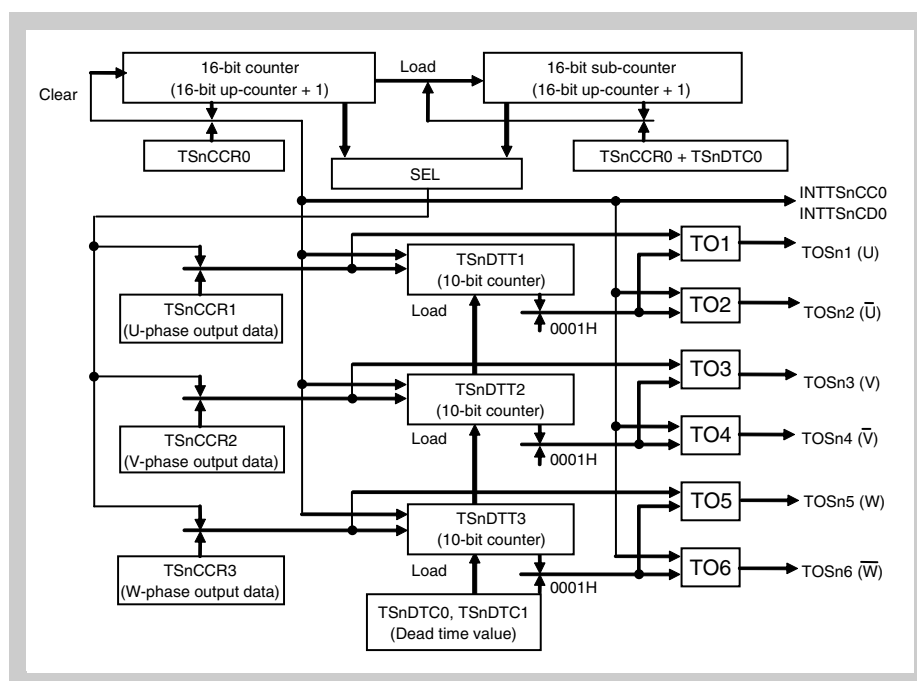 16-bit counter
(16-bit up-counter + 1)
Load
16-bit sub-counter
(16-bit up-counter + 1)
Clear
TSnCCR0
TSnCCR0 + TSnDTC0
SEL
INTTSnCC0
INTTSnCD0
TSnDTT1
(10-bit counter)
TO1
TOSn1 (U)
TSnCCR1
(U-phase output data)
Load
0001H
TO2
TOSn2 (U̅)
TSnDTT2
(10-bit counter)
TO3
TOSn3 (V)
TSnCCR2
(V-phase output data)
Load
0001H
TO4
TOSn4 (V̅)
TSnDTT3
(10-bit counter)
TO5
TOSn5 (W)
TSnCCR3
(W-phase output data)
Load
0001H
TO6
TOSn6 (W̅)
TSnDTC0, TSnDTC1
(Dead time value)